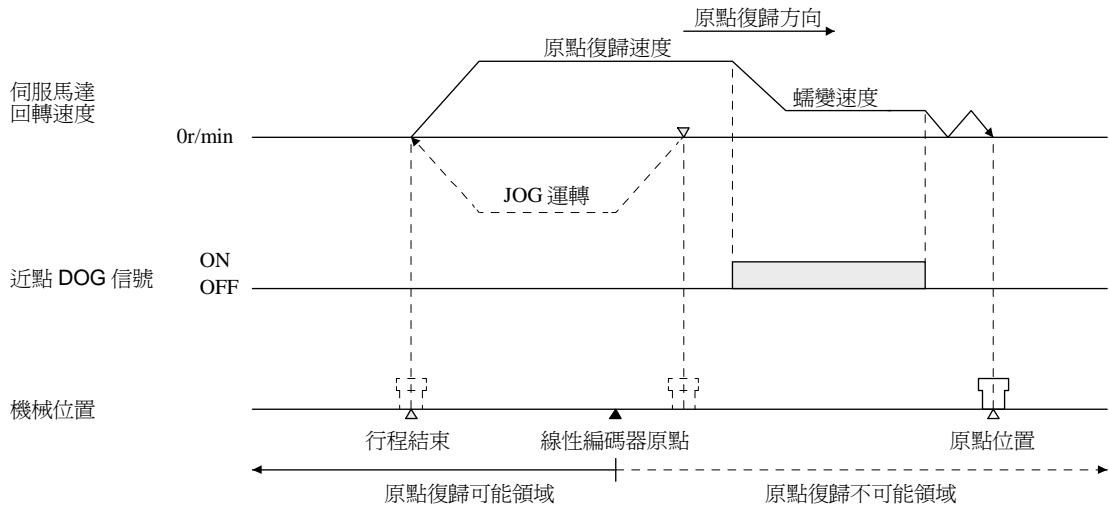 原點復歸方向
原點復歸速度
伺服馬達
回轉速度
蠕變速度
0r/min
JOG 運轉
ON
近點 DOG 信號
OFF
機械位置
行程結束
線性編碼器原點
原點位置
原點復歸可能領域
原點復歸不可能領域